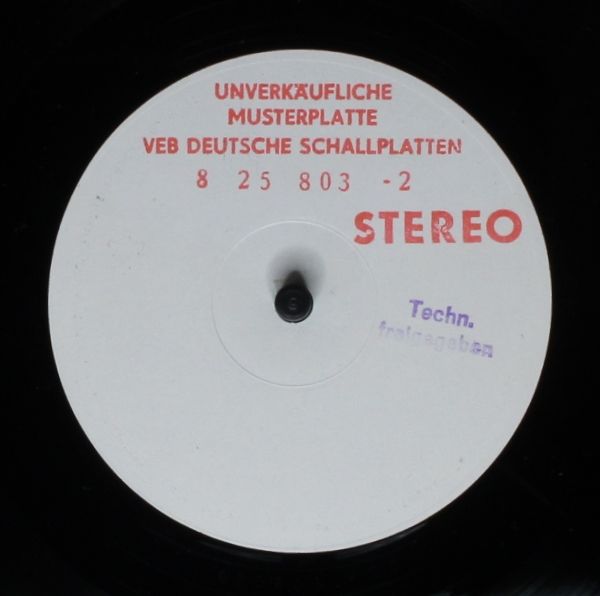 UNVERKÄUFLICHE
MUSTERPLATTE
VEB DEUTSCHE SCHALLPLATTEN
8 25 803 -2
STEREO
Techn.
freigegeben